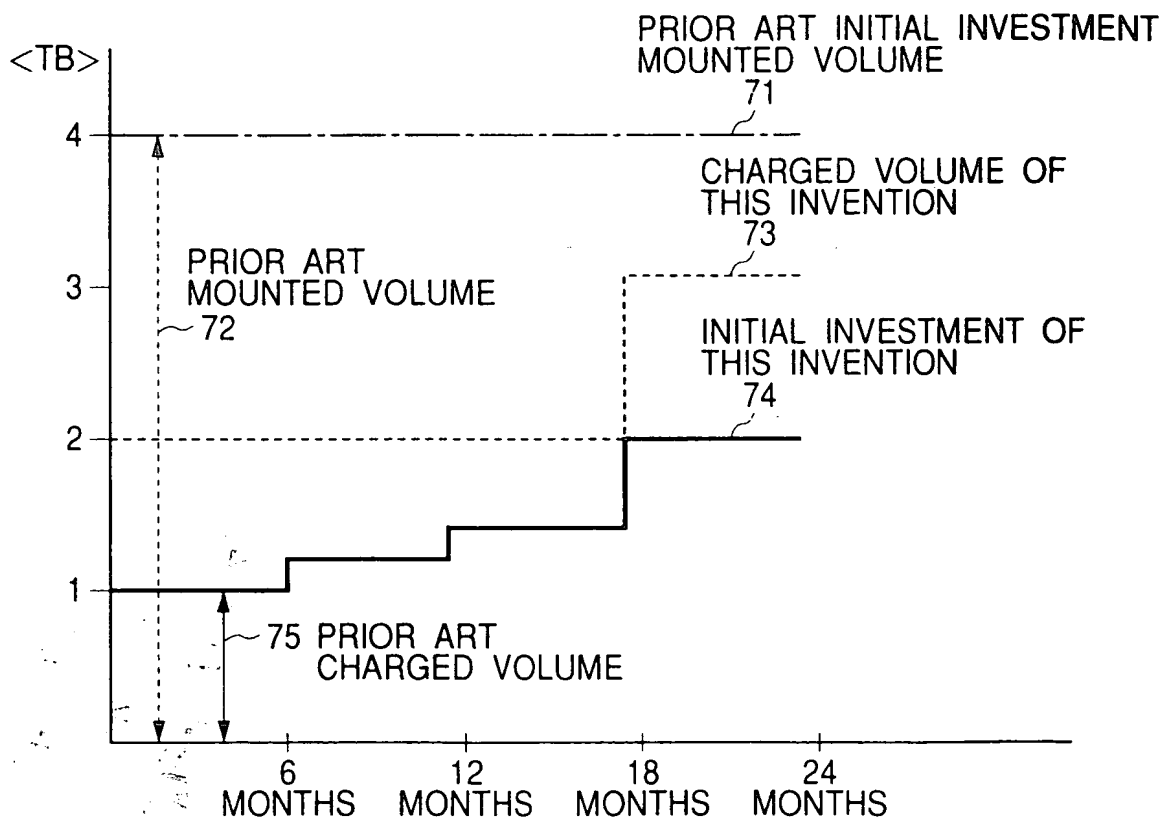 <TB>
PRIOR ART INITIAL INVESTMENT
MOUNTED VOLUME
71
4
CHARGED VOLUME OF
THIS INVENTION
73
PRIOR ART
MOUNTED VOLUME
72
3
INITIAL INVESTMENT OF
THIS INVENTION
74
2
1
75 PRIOR ART
CHARGED VOLUME
6 12 18 24
MONTHS MONTHS MONTHS MONTHS